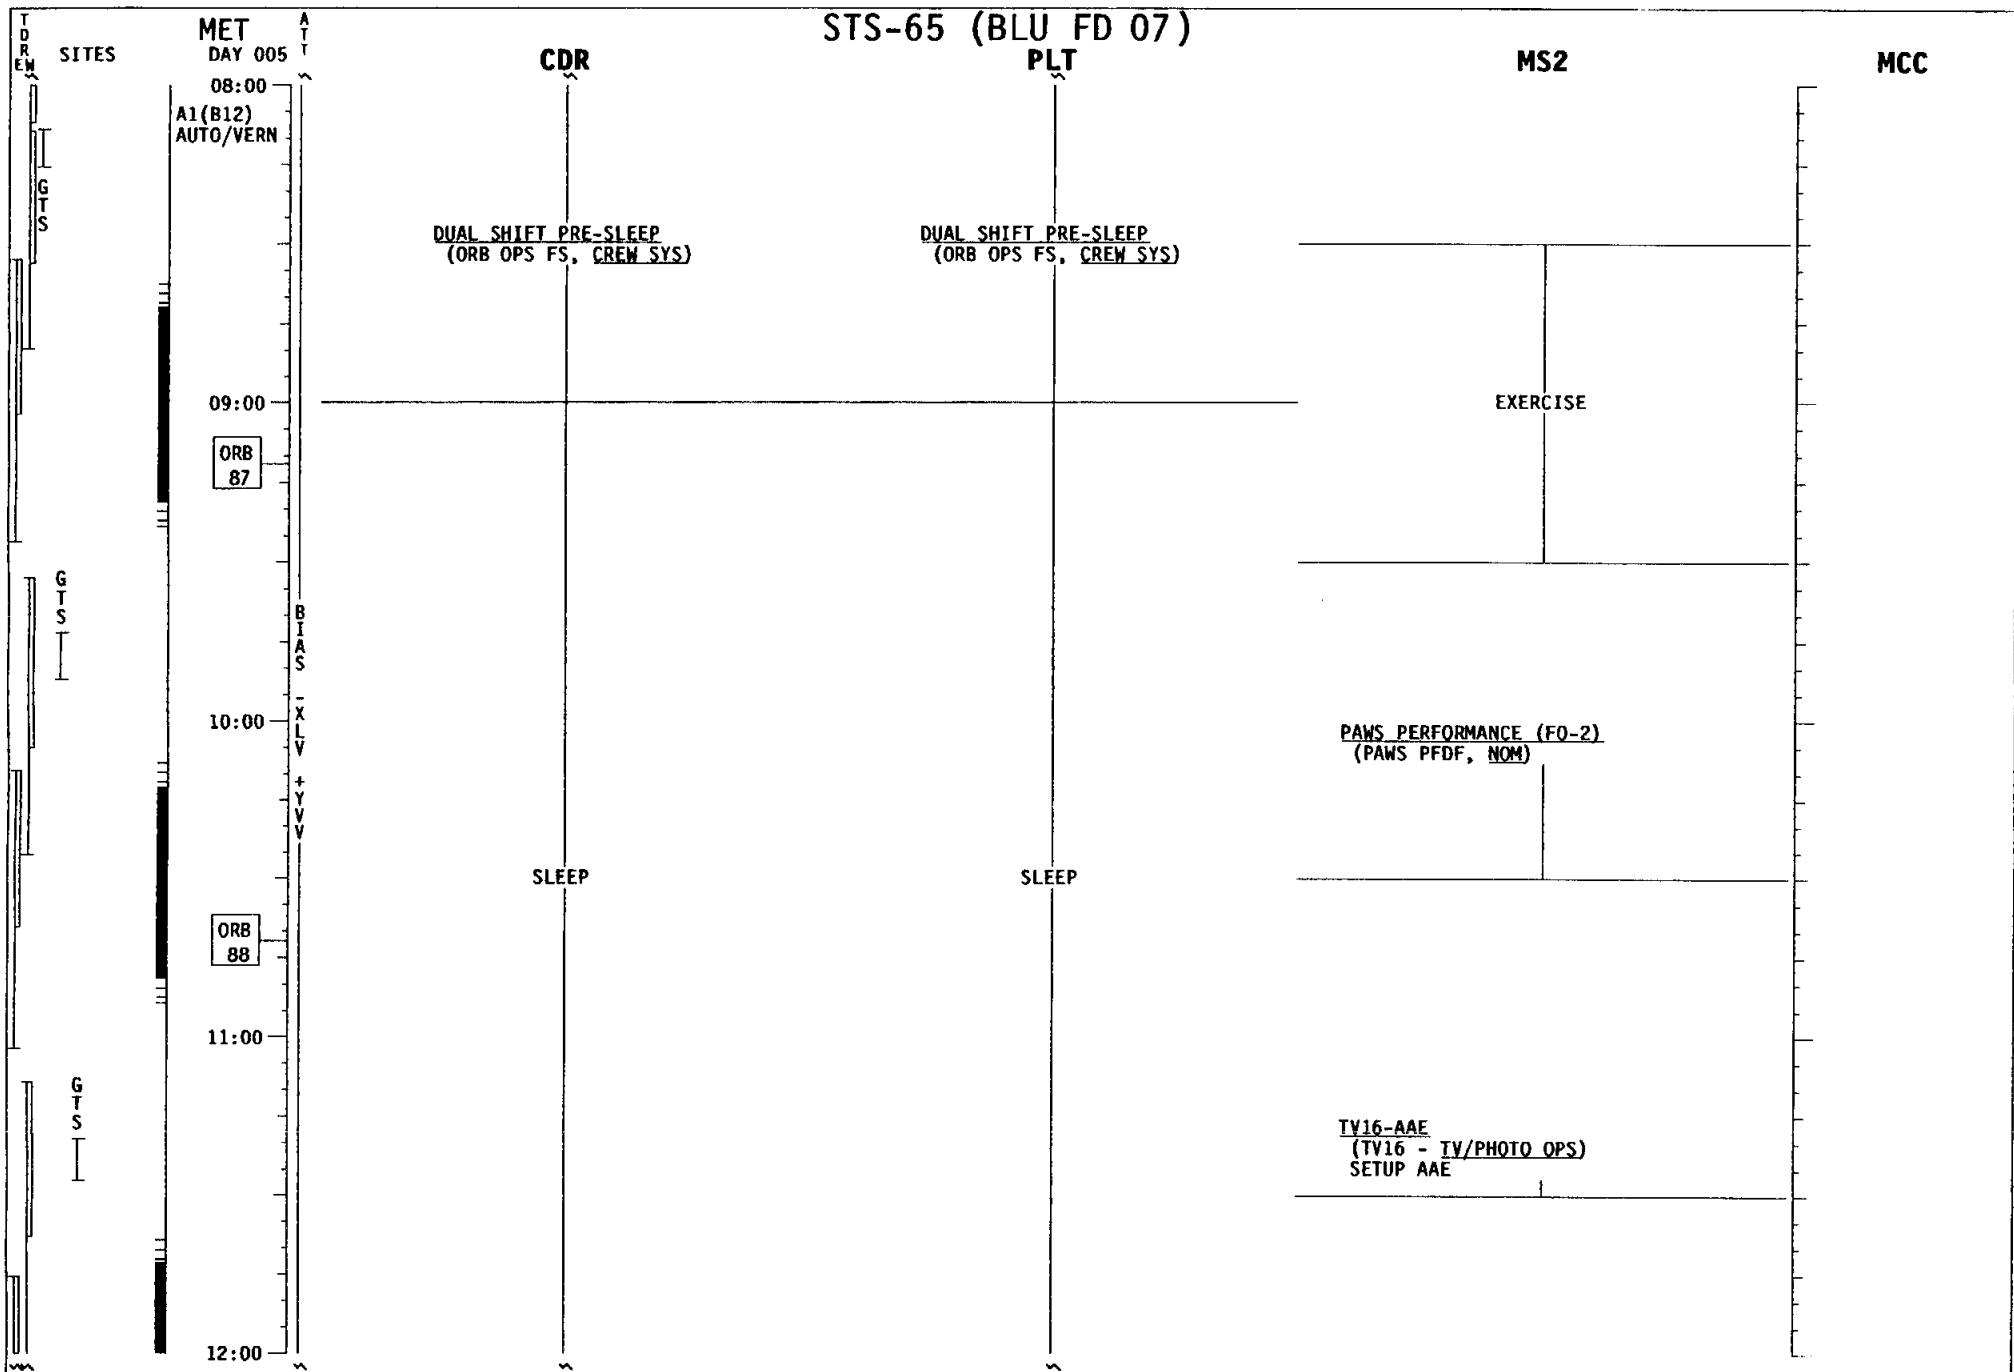 STS-65 (BLU FD 07)
TDRE W
SITES
MET
DAY 005
ATT
CDR
PLT
MS2
MCC
08:00
A1(B12)
AUTO/VERN
GTS
DUAL SHIFT PRE-SLEEP
(ORB OPS FS, CREW SYS)
DUAL SHIFT PRE-SLEEP
(ORB OPS FS, CREW SYS)
09:00
EXERCISE
ORB
87
GTS
BIAS -XLV +YVV
10:00
PAWS PERFORMANCE (FO-2)
(PAWS PFDF, NOM)
SLEEP
SLEEP
ORB
88
11:00
GTS
TV16-AAE
(TV16 - TV/PHOTO OPS)
SETUP AAE
12:00